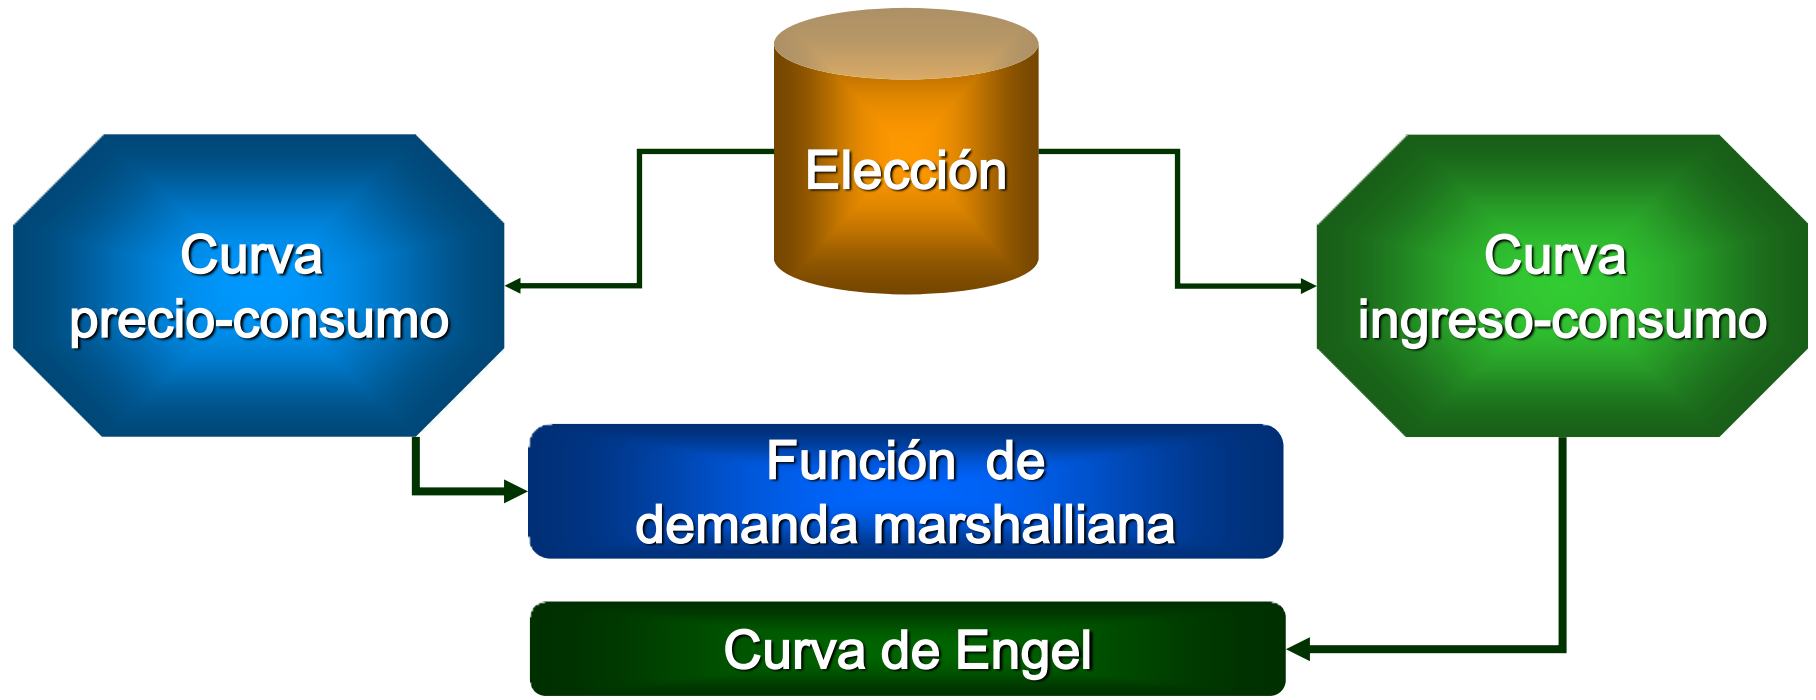 Elección
Curva
precio-consumo
Curva
ingreso-consumo
Función de
demanda marshalliana
Curva de Engel